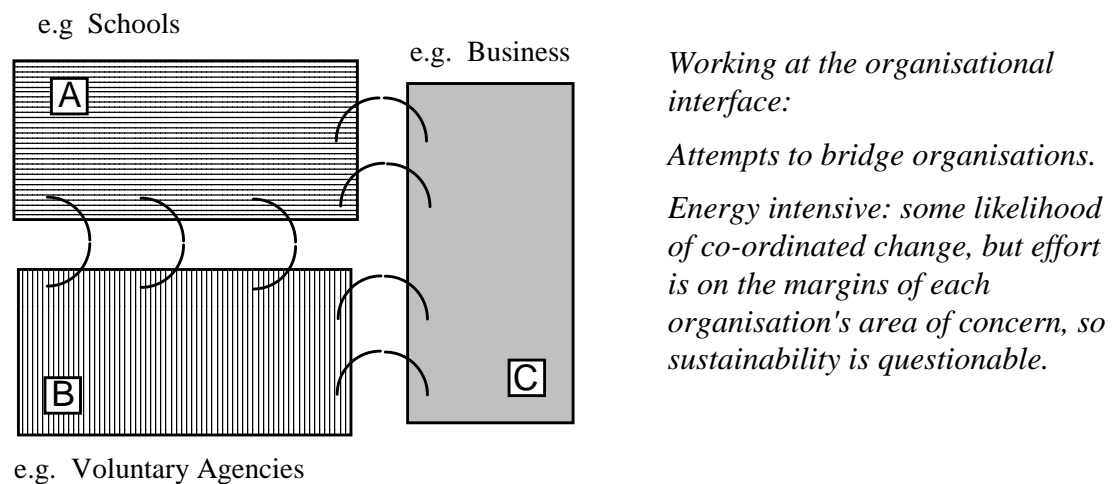 e.g Schools
A
e.g. Business
B
C
e.g. Voluntary Agencies
Working at the organisational
interface:
Attempts to bridge organisations.
Energy intensive: some likelihood
of co-ordinated change, but effort
is on the margins of each
organisation's area of concern, so
sustainability is questionable.